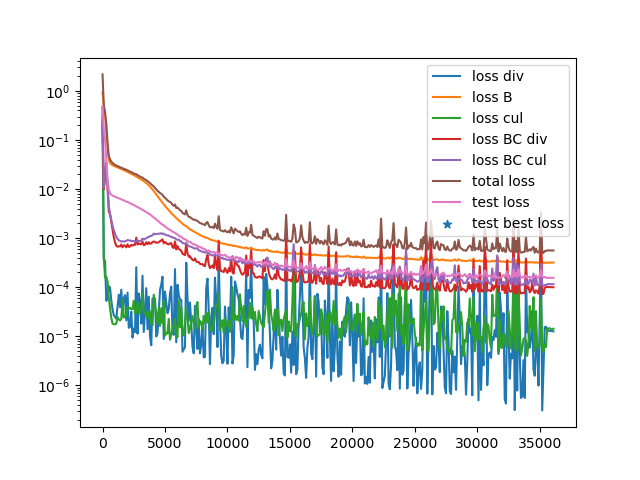 10⁰
10⁻¹
10⁻²
10⁻³
10⁻⁴
10⁻⁵
10⁻⁶
0 5000 10000 15000 20000 25000 30000 35000
loss div
loss B
loss cul
loss BC div
loss BC cul
total loss
test loss
test best loss